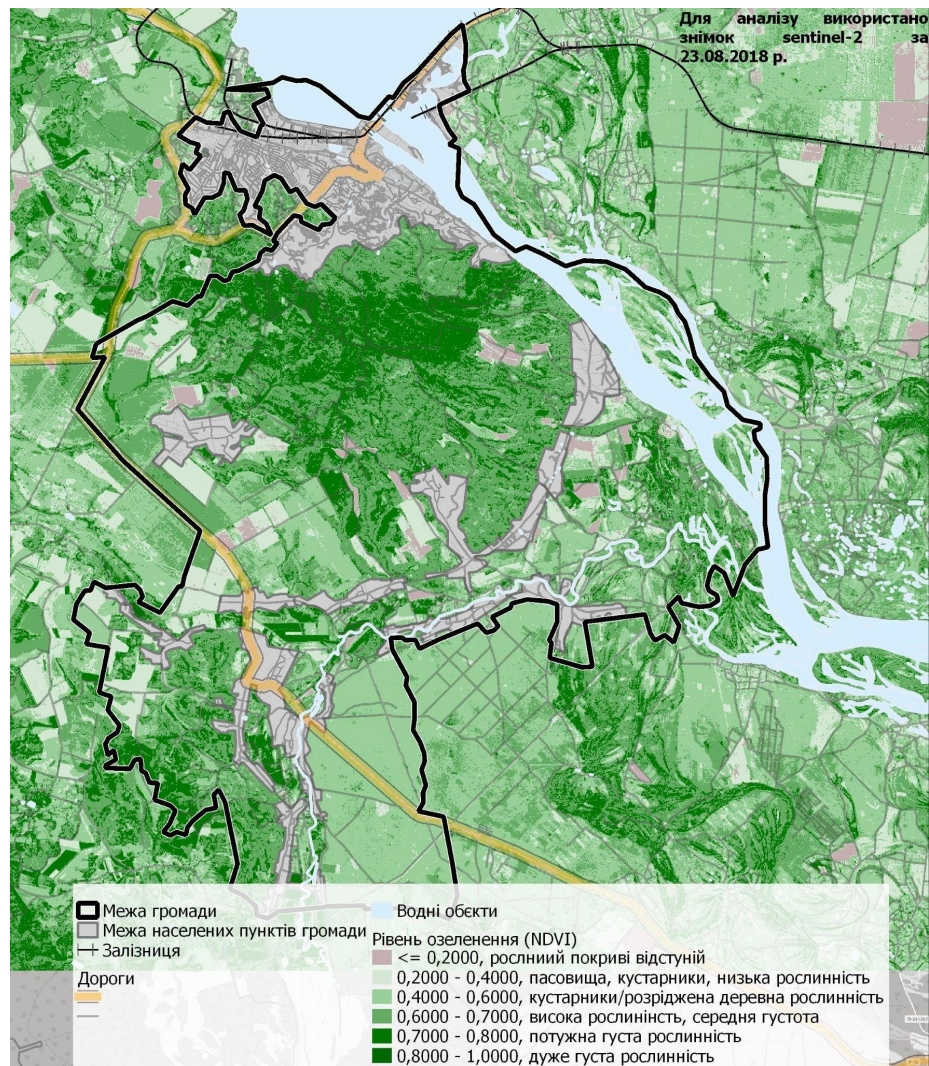 Для аналізу використано
знімок sentinel-2 за
23.08.2018 р.
Межа громади
Межа населених пунктів громади
Залізниця
Дороги
Водні обєкти
Рівень озеленення (NDVI)
<= 0,2000, рослниий покриві відстуній
0,2000 - 0,4000, пасовища, кустарники, низька рослинність
0,4000 - 0,6000, кустарники/розріджена деревна рослинність
0,6000 - 0,7000, висока рослиність, середня густота
0,7000 - 0,8000, потужна густа рослинність
0,8000 - 1,0000, дуже густа рослинність